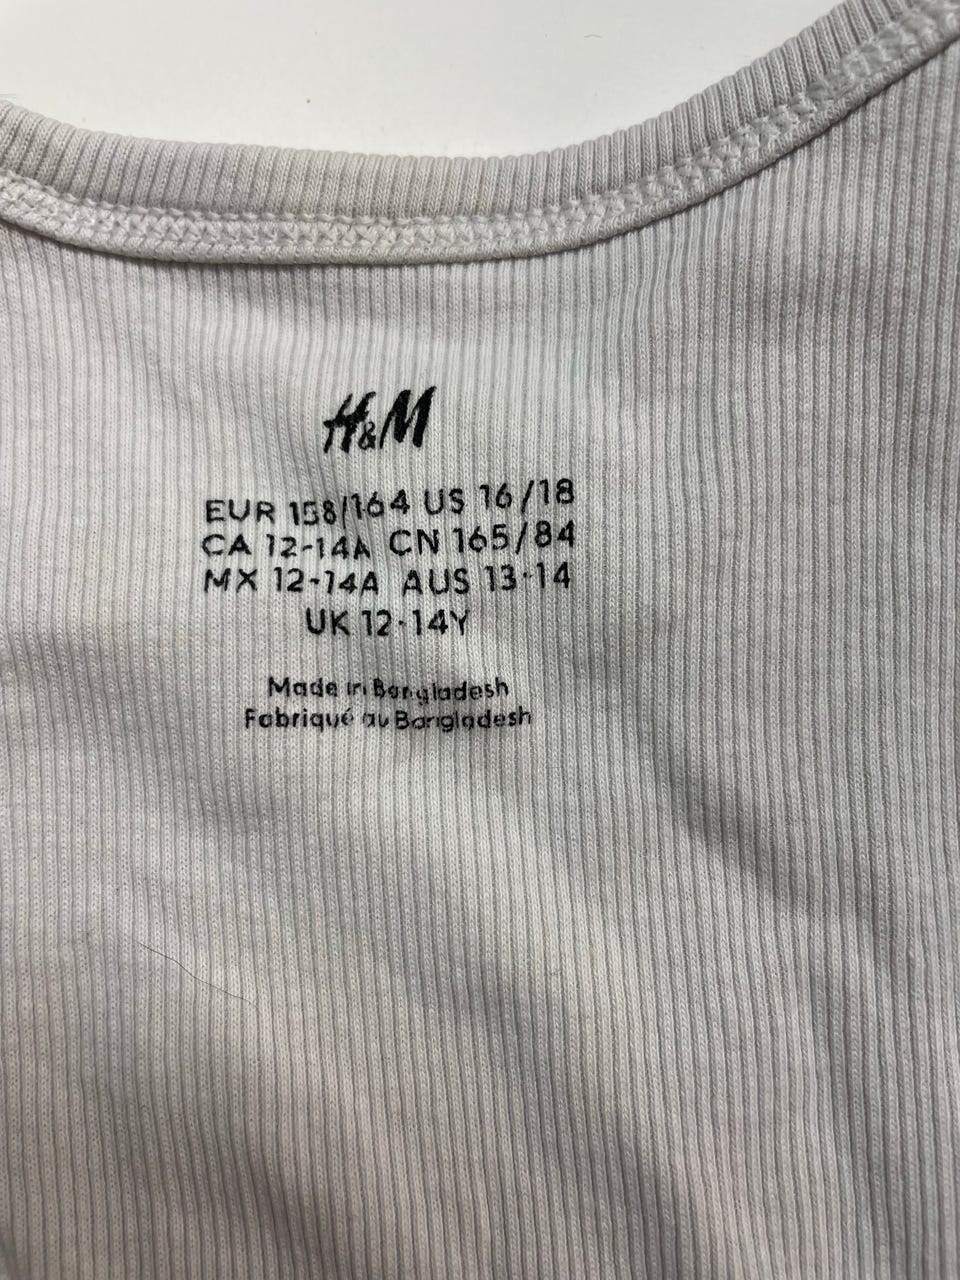 H&M
EUR 158/164 US 16/18
CA 12-14A CN 165/84
MX 12-14A AUS 13-14
UK 12-14Y
Made in Bangladesh
Fabriqué au Bangladesh